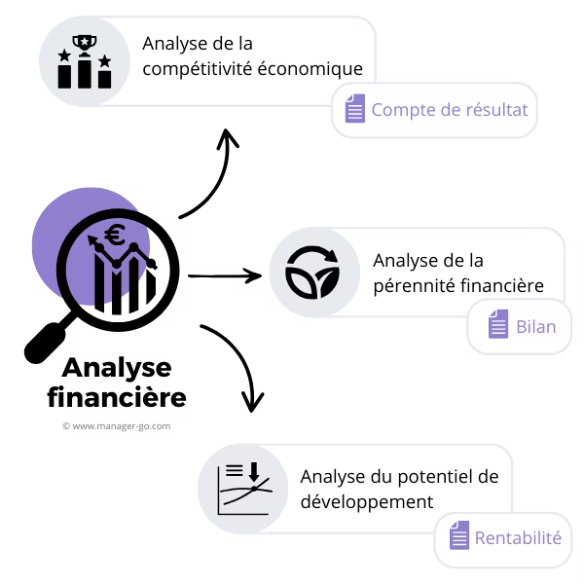 Analyse de la
compétitivité économique
Compte de résultat
€
Analyse de la
pérennité financière
Bilan
Analyse
financière
© www.manager-go.com
Analyse du potentiel de
développement
Rentabilité